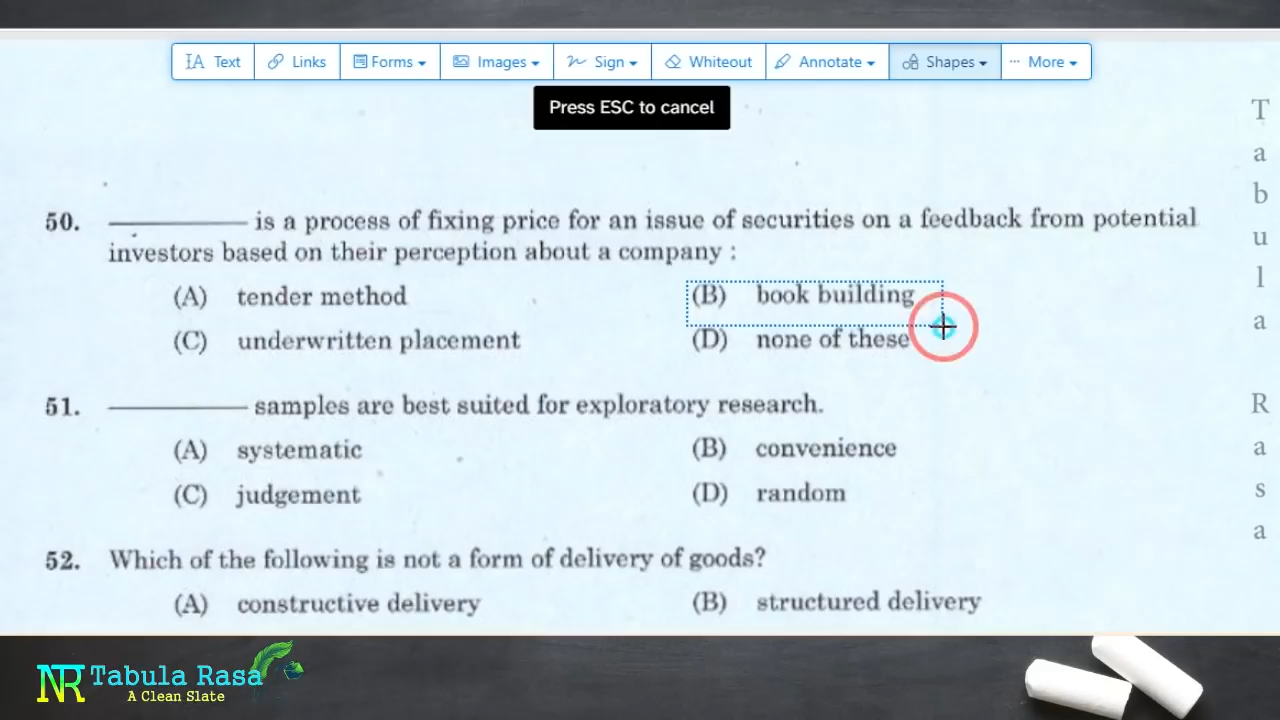 Text Links Forms Images Sign Whiteout Annotate Shapes More
Press ESC to cancel
50. ________ is a process of fixing price for an issue of securities on a feedback from potential
investors based on their perception about a company :
(A) tender method (B) book building
(C) underwritten placement (D) none of these
51. ________ samples are best suited for exploratory research.
(A) systematic (B) convenience
(C) judgement (D) random
52. Which of the following is not a form of delivery of goods?
(A) constructive delivery (B) structured delivery
Tabula Rasa
NR Tabula Rasa
A Clean Slate